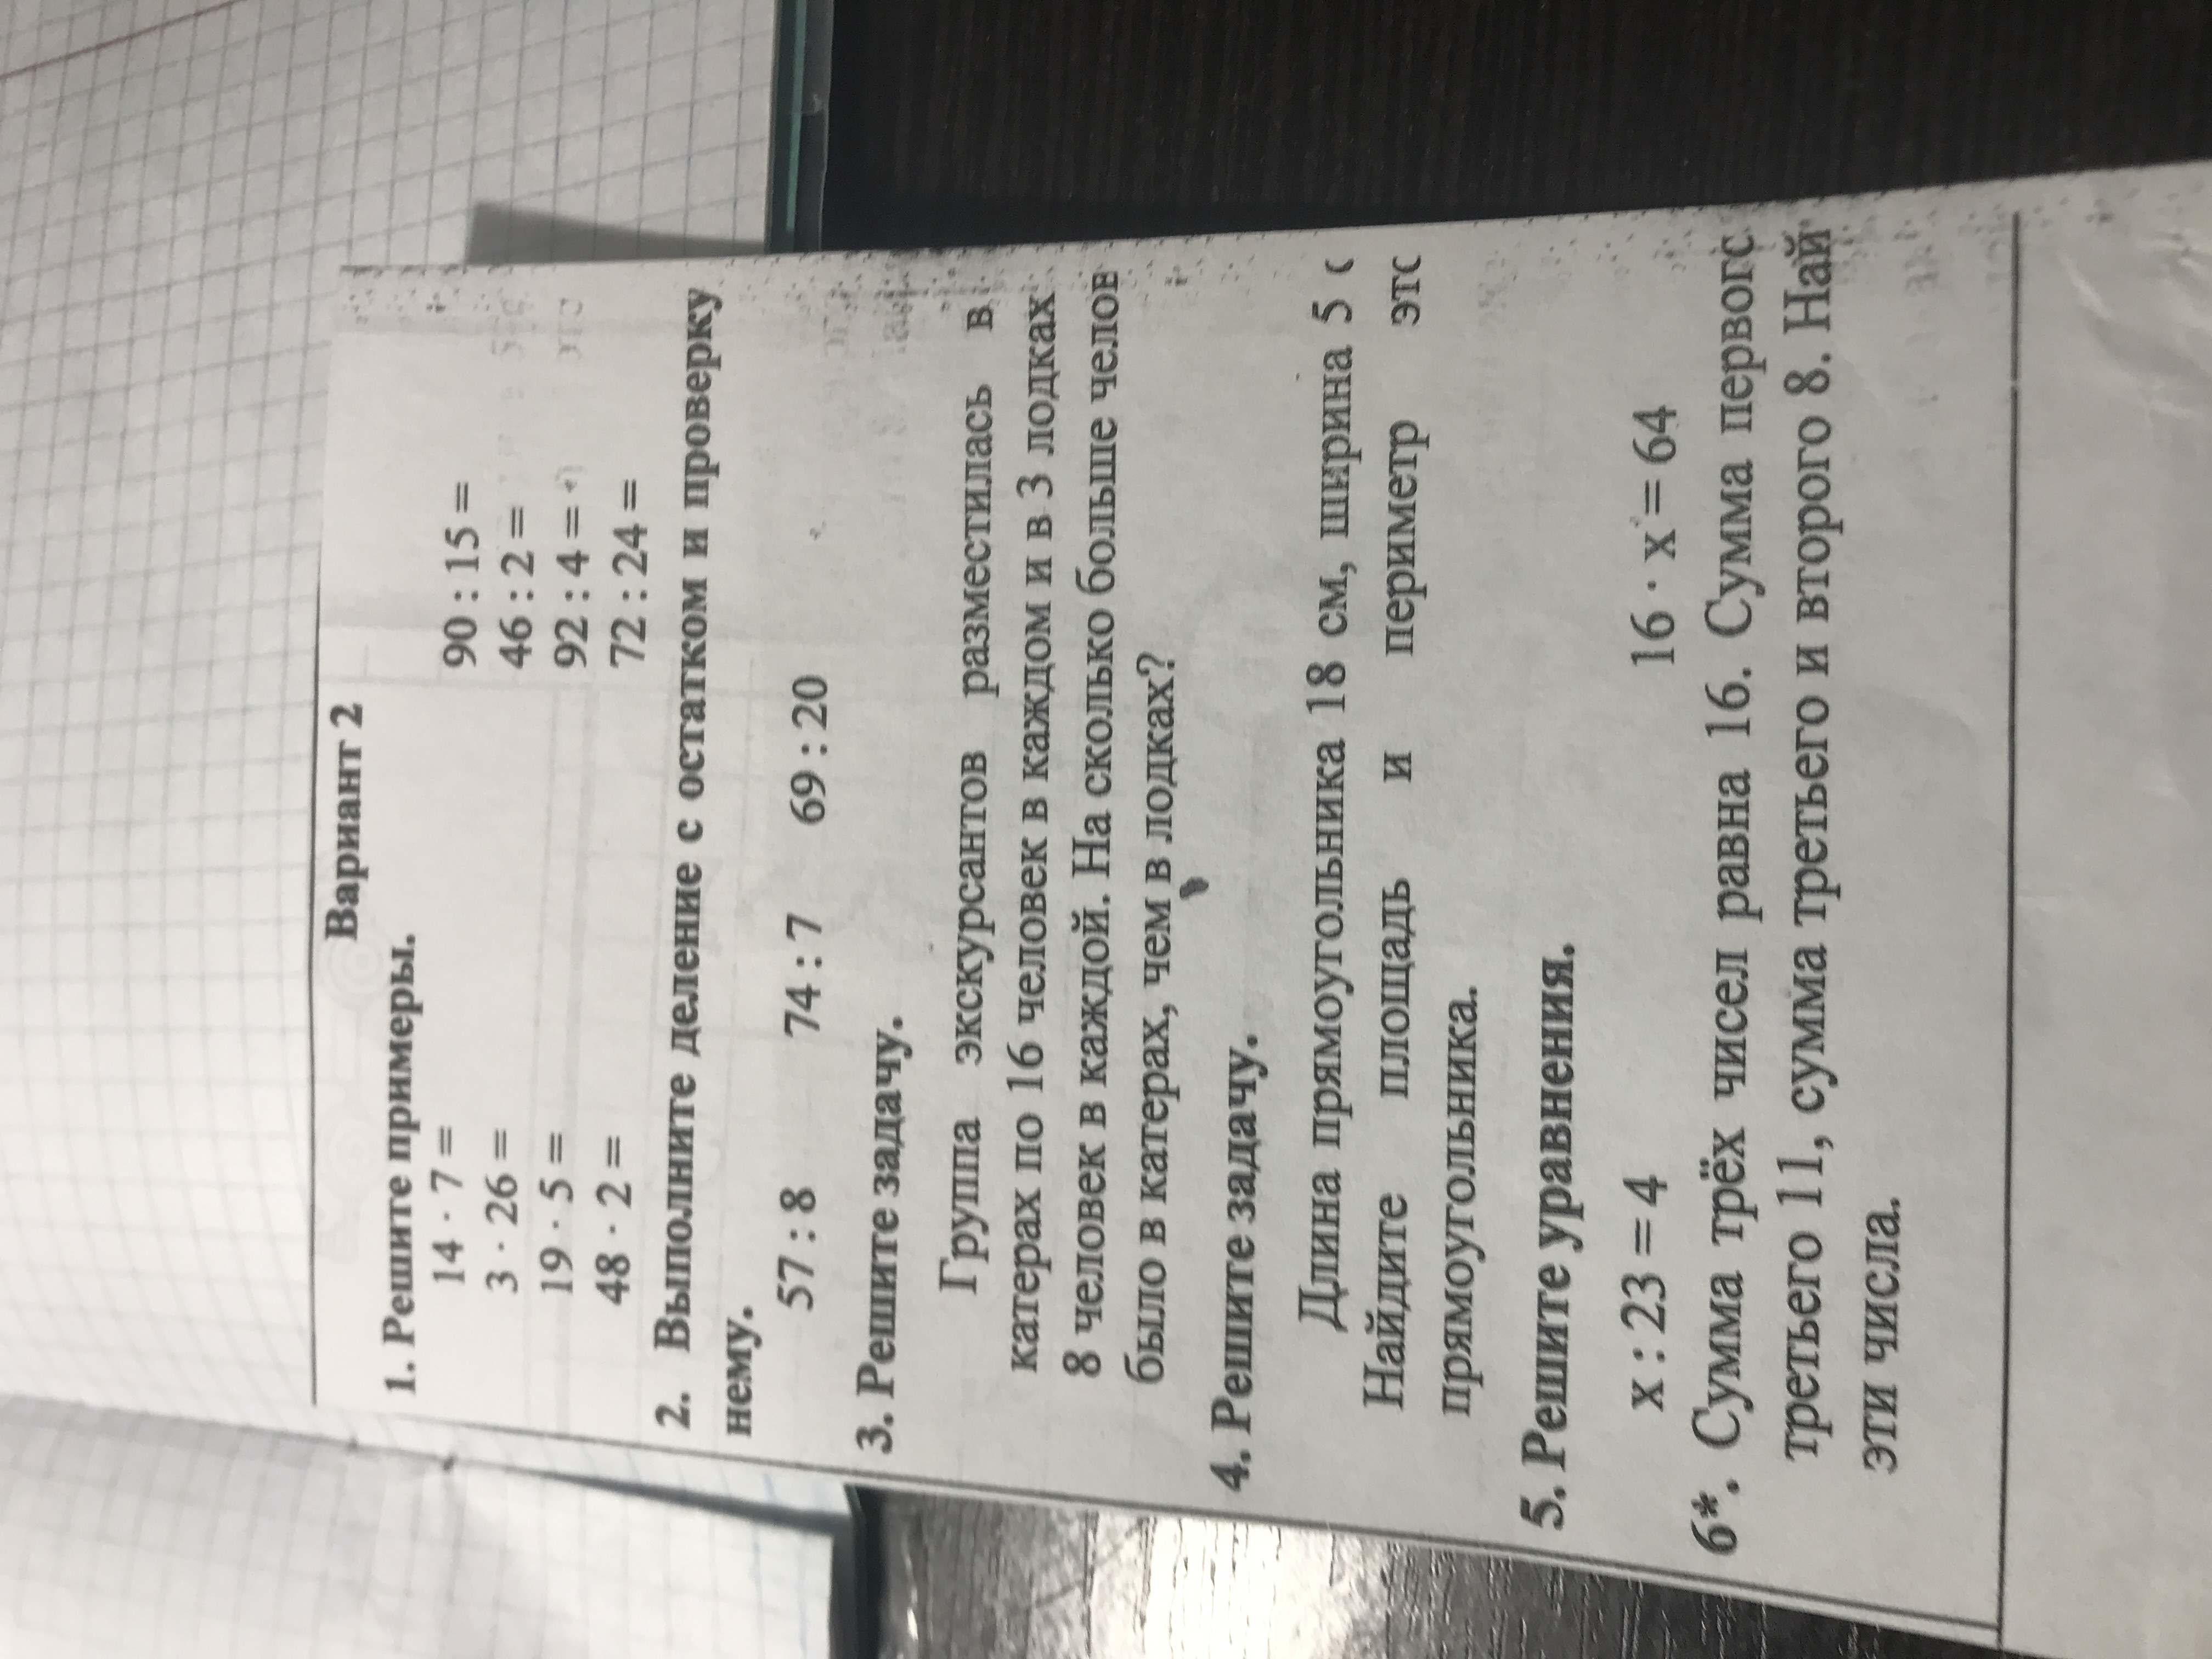 Вариант 2
1. Решите примеры.
14 · 7 = 90 : 15 =
3 · 26 = 46 : 2 =
19 · 5 = 92 : 4 =
48 · 2 = 72 : 24 =
2. Выполните деление с остатком и проверку
нему.
57 : 8 74 : 7 69 : 20
3. Решите задачу.
Группа экскурсантов разместилась в
катерах по 16 человек в каждом и в 3 лодках
8 человек в каждой. На сколько больше челов
было в катерах, чем в лодках?
4. Решите задачу.
Длина прямоугольника 18 см, ширина 5
Найдите площадь и периметр это
прямоугольника.
5. Решите уравнения.
х : 23 = 4 16 · х = 64
6*. Сумма трёх чисел равна 16. Сумма первого
третьего 11, сумма третьего и второго 8. Най
эти числа.